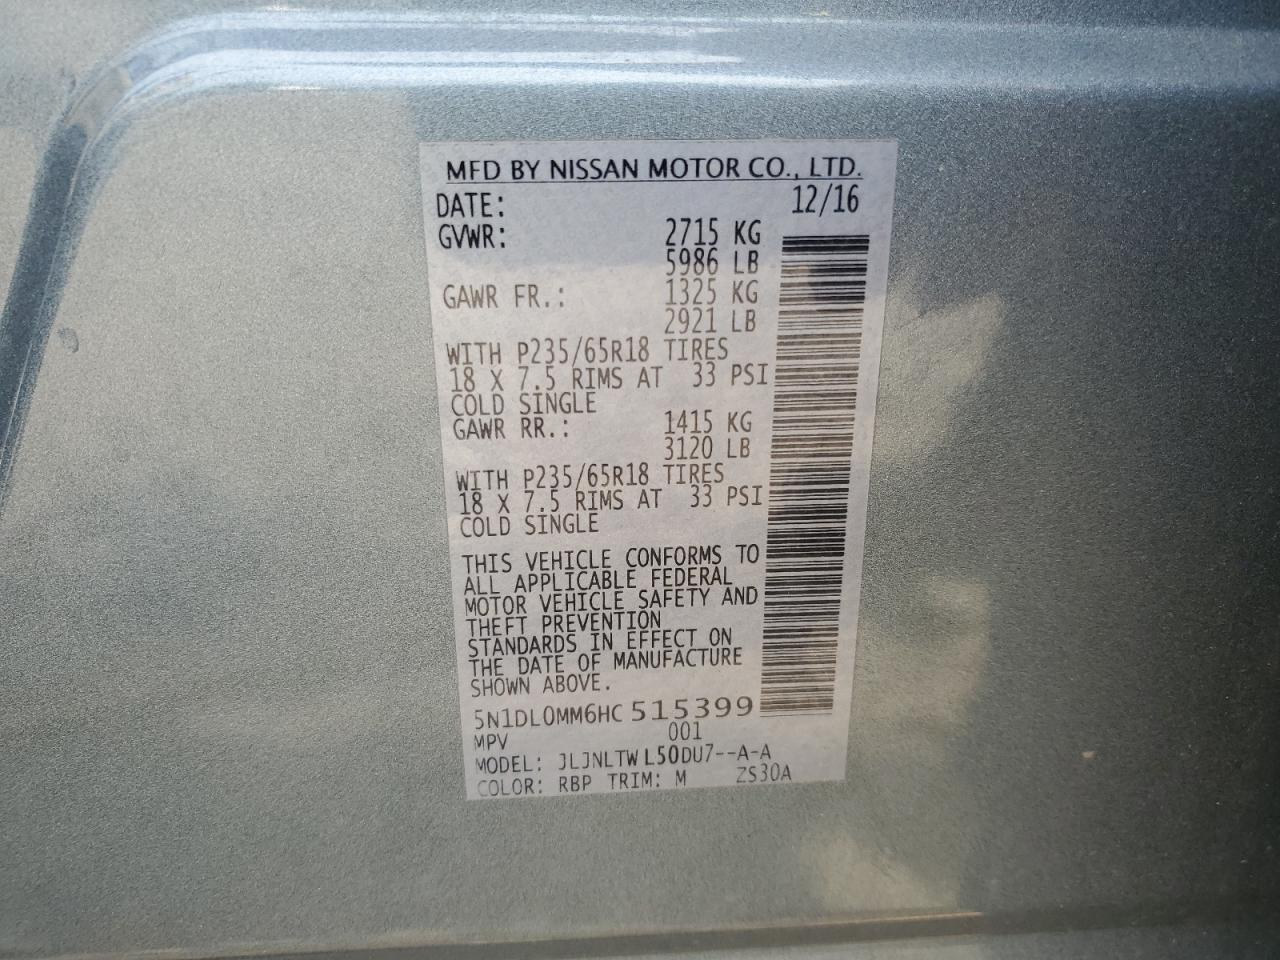 MFD BY NISSAN MOTOR CO., LTD.
DATE: 12/16
GVWR: 2715 KG
5986 LB
GAWR FR.: 1325 KG
2921 LB
WITH P235/65R18 TIRES
18 X 7.5 RIMS AT 33 PSI
COLD SINGLE
GAWR RR.: 1415 KG
3120 LB
WITH P235/65R18 TIRES
18 X 7.5 RIMS AT 33 PSI
COLD SINGLE
THIS VEHICLE CONFORMS TO
ALL APPLICABLE FEDERAL
MOTOR VEHICLE SAFETY AND
THEFT PREVENTION
STANDARDS IN EFFECT ON
THE DATE OF MANUFACTURE
SHOWN ABOVE.
5N1DL0MM6HC 515399
MPV 001
MODEL: JLJNLTW L50DU7--A-A
COLOR: RBP TRIM: M ZS30A